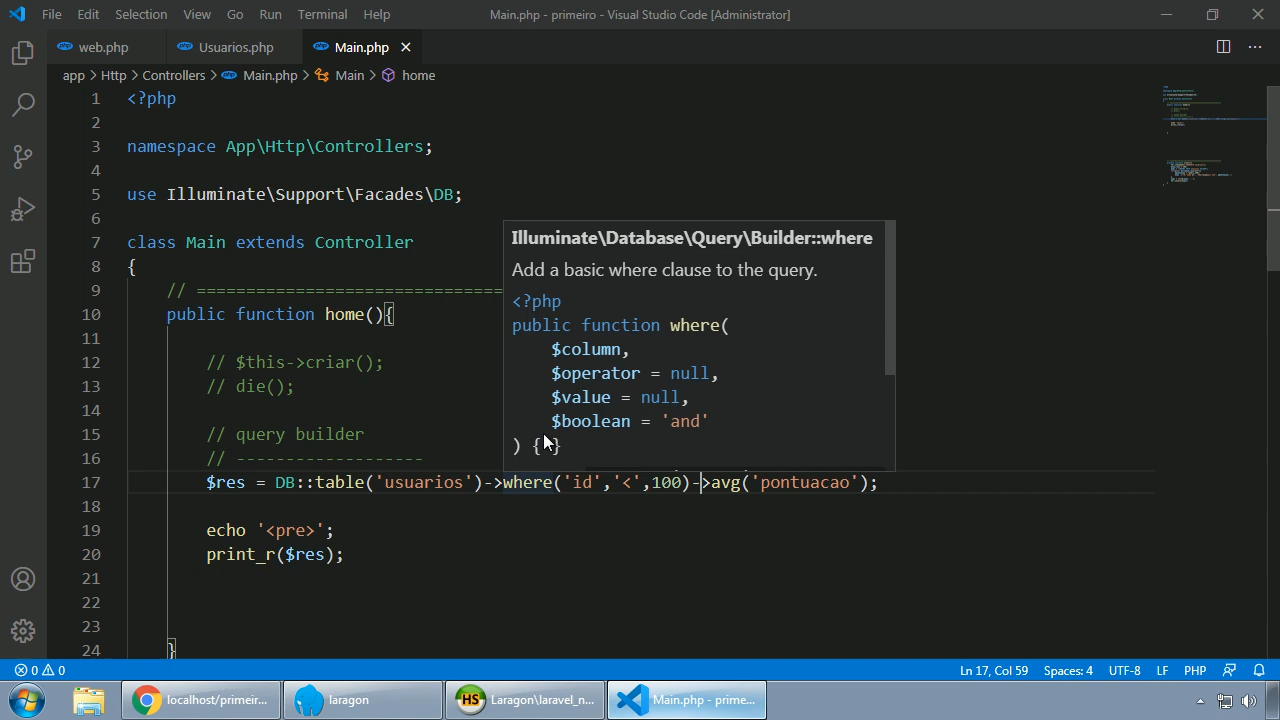 File Edit Selection View Go Run Terminal Help
Main.php - primeiro - Visual Studio Code [Administrator]
web.php
Usuarios.php
Main.php
app > Http > Controllers > Main.php > Main > home
1 <?php
2
3 namespace App\Http\Controllers;
4
5 use Illuminate\Support\Facades\DB;
6
7 class Main extends Controller
8 {
9 // ===============================
10 public function home(){
11
12 // $this->criar();
13 // die();
14
15 // query builder
16 // -------------------
17 $res = DB::table('usuarios')->where('id','<',100)->avg('pontuacao');
18
19 echo '<pre>';
20 print_r($res);
21
22
23
24 }
Illuminate\Database\Query\Builder::where
Add a basic where clause to the query.
<?php
public function where(
$column,
$operator = null,
$value = null,
$boolean = 'and'
) { }
0 0
Ln 17, Col 59 Spaces: 4 UTF-8 LF PHP
localhost/primeir...
laragon
HS Laragon\laravel_n...
Main.php - prime...